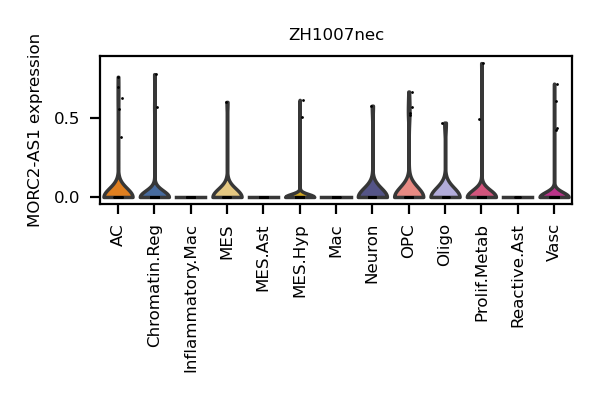 ZH1007nec
MORC2-AS1 expression
0.5
0.0
AC
Chromatin.Reg
Inflammatory.Mac
MES
MES.Ast
MES.Hyp
Mac
Neuron
OPC
Oligo
Prolif.Metab
Reactive.Ast
Vasc